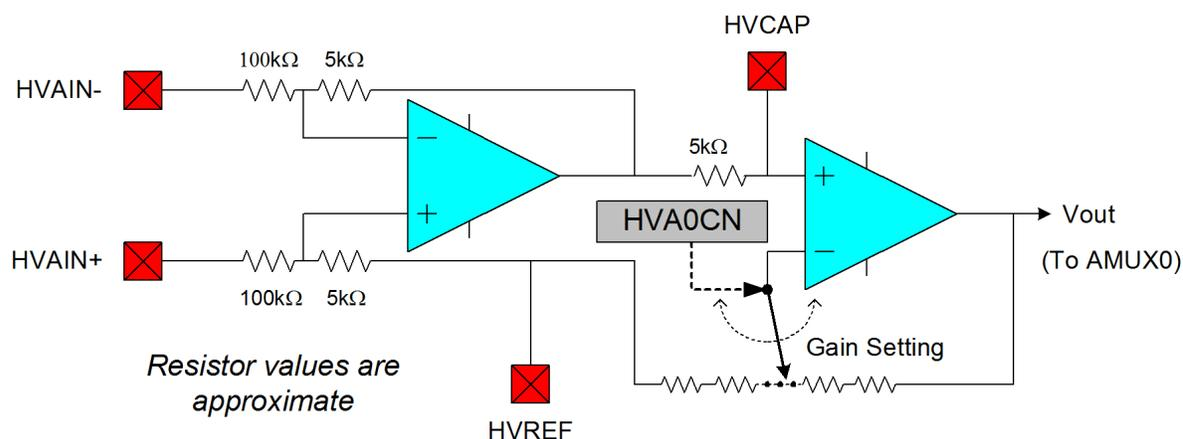 HVCAP
100kΩ 5kΩ
HVAIN-
5kΩ
HVA0CN
Vout
(To AMUX0)
HVAIN+
100kΩ 5kΩ
Gain Setting
Resistor values are
approximate
HVREF